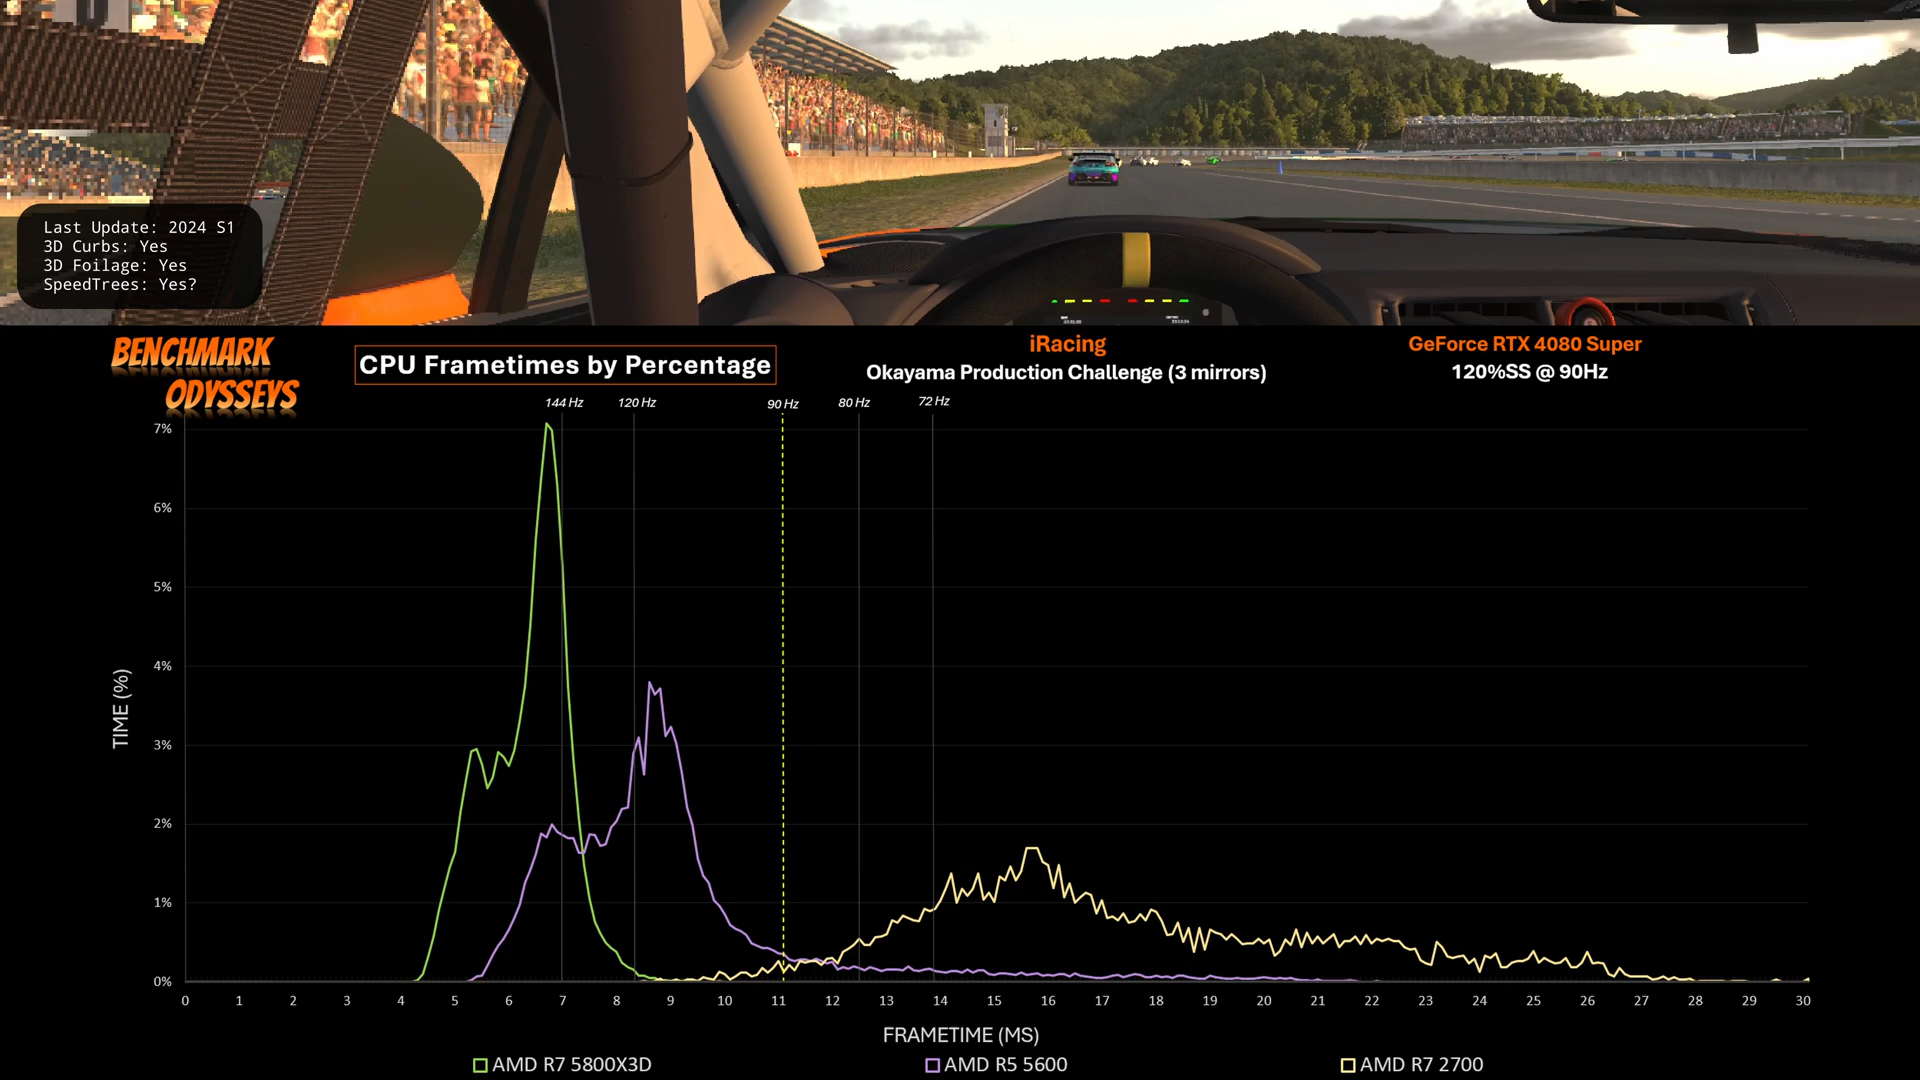 Last Update: 2024 S1
3D Curbs: Yes
3D Foilage: Yes
SpeedTrees: Yes?
BENCHMARK
ODYSSEYS
CPU Frametimes by Percentage
iRacing
Okayama Production Challenge (3 mirrors)
GeForce RTX 4080 Super
120%SS @ 90Hz
144 Hz
120 Hz
90 Hz
80 Hz
72 Hz
7%
6%
5%
4%
3%
2%
1%
0%
TIME (%)
0 1 2 3 4 5 6 7 8 9 10 11 12 13 14 15 16 17 18 19 20 21 22 23 24 25 26 27 28 29 30
FRAMETIME (MS)
AMD R7 5800X3D
AMD R5 5600
AMD R7 2700